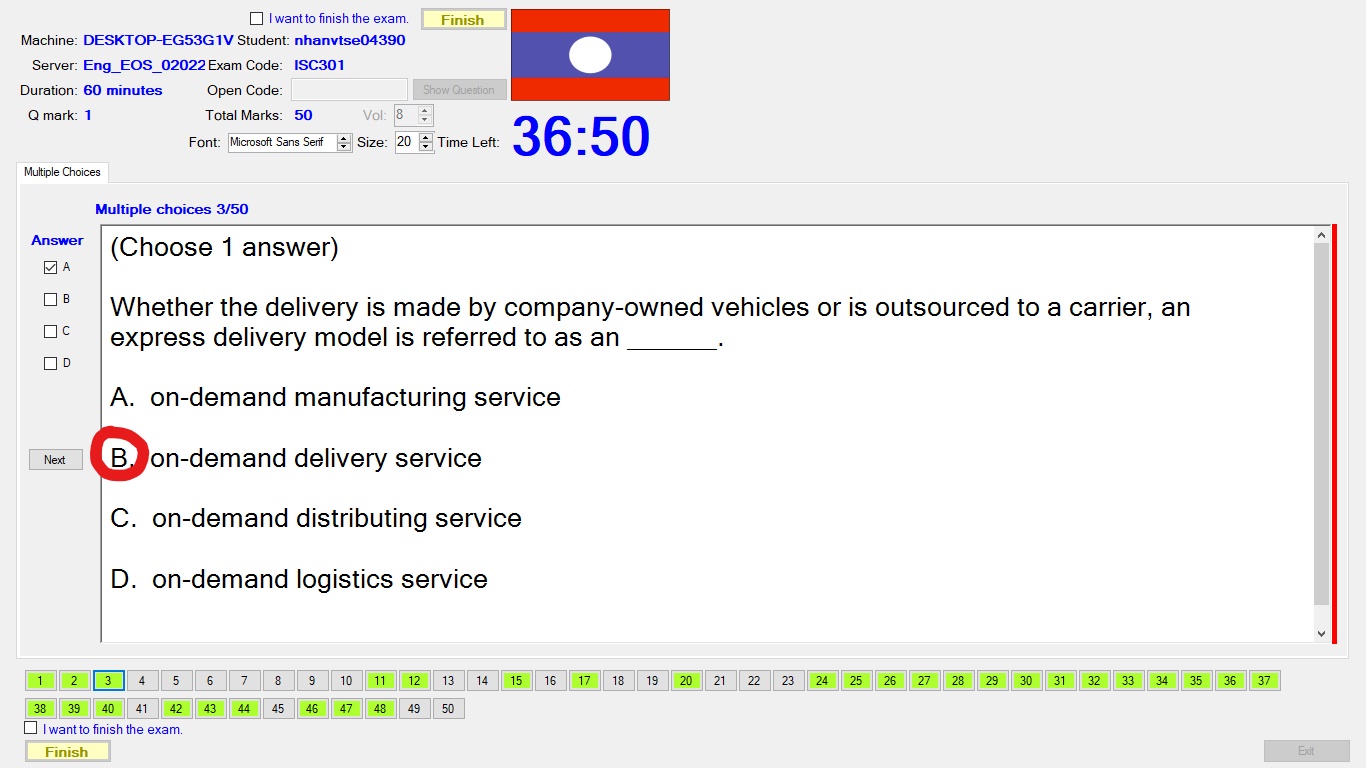 I want to finish the exam.
Finish
Machine: DESKTOP-EG53G1V Student: nhanvtse04390
Server: Eng_EOS_02022 Exam Code: ISC301
Duration: 60 minutes Open Code: Show Question
Q mark: 1 Total Marks: 50 Vol: 8
Font: Microsoft Sans Serif Size: 20 Time Left: 36:50
Multiple Choices
Multiple choices 3/50
Answer
A
B
C
D
Next
(Choose 1 answer)
Whether the delivery is made by company-owned vehicles or is outsourced to a carrier, an
express delivery model is referred to as an ______.
A. on-demand manufacturing service
B. on-demand delivery service
C. on-demand distributing service
D. on-demand logistics service
1 2 3 4 5 6 7 8 9 10 11 12 13 14 15 16 17 18 19 20 21 22 23 24 25 26 27 28 29 30 31 32 33 34 35 36 37
38 39 40 41 42 43 44 45 46 47 48 49 50
I want to finish the exam.
Finish
Exit